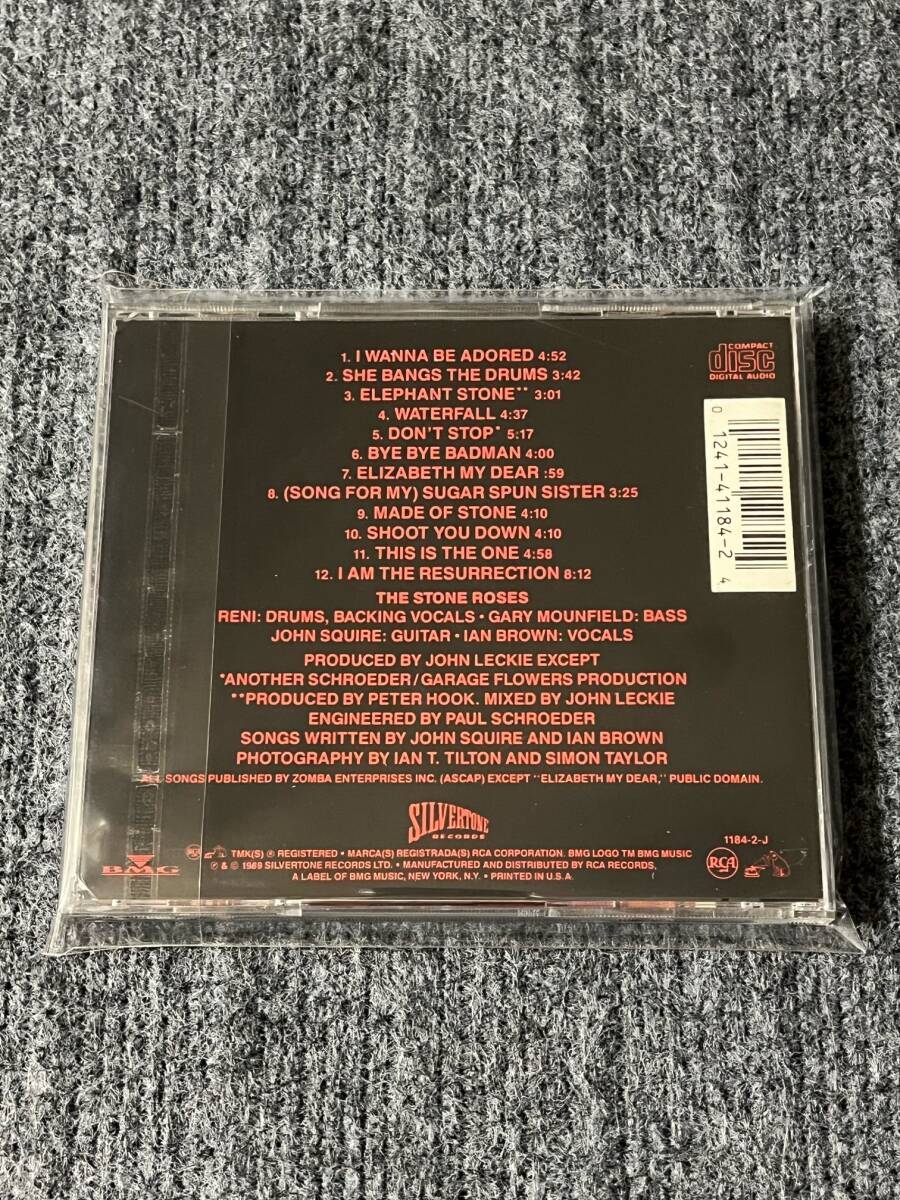 1. I WANNA BE ADORED 4:52
2. SHE BANGS THE DRUMS 3:42
3. ELEPHANT STONE** 3:01
4. WATERFALL 4:37
5. DON'T STOP* 5:17
6. BYE BYE BADMAN 4:00
7. ELIZABETH MY DEAR :59
8. (SONG FOR MY) SUGAR SPUN SISTER 3:25
9. MADE OF STONE 4:10
10. SHOOT YOU DOWN 4:10
11. THIS IS THE ONE 4:58
12. I AM THE RESURRECTION 8:12
COMPACT
disc
DIGITAL AUDIO
0 1241-41184-2 4
THE STONE ROSES
RENI: DRUMS, BACKING VOCALS • GARY MOUNFIELD: BASS
JOHN SQUIRE: GUITAR • IAN BROWN: VOCALS
PRODUCED BY JOHN LECKIE EXCEPT
*ANOTHER SCHROEDER/GARAGE FLOWERS PRODUCTION
**PRODUCED BY PETER HOOK. MIXED BY JOHN LECKIE
ENGINEERED BY PAUL SCHROEDER
SONGS WRITTEN BY JOHN SQUIRE AND IAN BROWN
PHOTOGRAPHY BY IAN T. TILTON AND SIMON TAYLOR
ALL SONGS PUBLISHED BY ZOMBA ENTERPRISES INC. (ASCAP) EXCEPT "ELIZABETH MY DEAR," PUBLIC DOMAIN.
SILVERTONE
RECORDS
1184-2-J
BMG
TMK(S) ® REGISTERED • MARCA(S) REGISTRADA(S) RCA CORPORATION. BMG LOGO TM BMG MUSIC
℗ & © 1989 SILVERTONE RECORDS LTD. • MANUFACTURED AND DISTRIBUTED BY RCA RECORDS,
A LABEL OF BMG MUSIC, NEW YORK, N.Y. • PRINTED IN U.S.A.
RCA